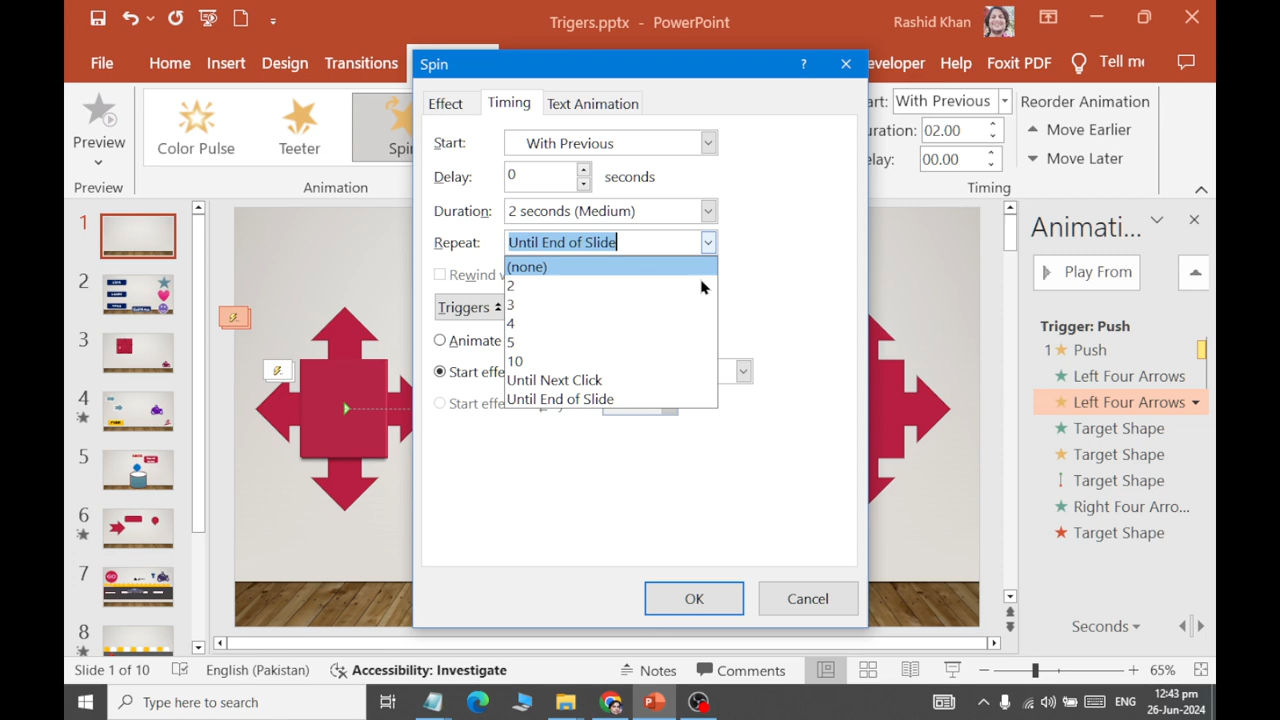 Trigers.pptx - PowerPoint
Rashid Khan
File
Home
Insert
Design
Transitions
eveloper
Help
Foxit PDF
Tell
Preview
Preview
Color Pulse
Teeter
Spi
Animation
art: With Previous
uration: 02.00
elay: 00.00
Reorder Animation
Move Earlier
Move Later
Timing
Spin
?
Effect
Timing
Text Animation
Start: With Previous
Delay: 0 seconds
Duration: 2 seconds (Medium)
Repeat: Until End of Slide
(none)
2
3
4
5
10
Until Next Click
Until End of Slide
Rewind
Triggers
Animate
Start effe
Start effe
OK
Cancel
1
2
3
4
5
6
7
8
Animati...
Play From
Trigger: Push
1 Push
Left Four Arrows
Left Four Arrows
Target Shape
Target Shape
Target Shape
Right Four Arro...
Target Shape
Seconds
Slide 1 of 10
English (Pakistan)
Accessibility: Investigate
Notes
Comments
65%
Type here to search
ENG
12:43 pm
26-Jun-2024